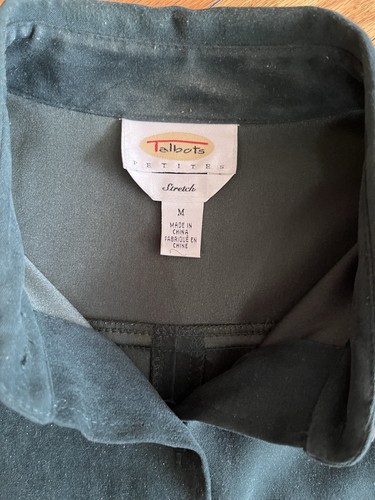 Talbots
PETITES
Stretch
M
MADE IN
CHINA
FABRIQUÉ EN
CHINE